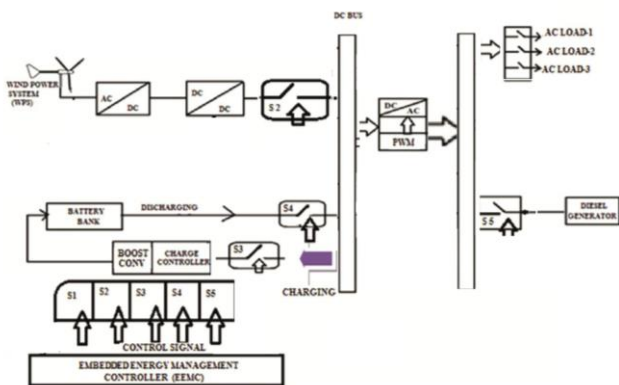 DC BUS
AC LOAD-1
AC LOAD-2
AC LOAD-3
WIND POWER
SYSTEM
(WPS)
AC
DC
DC
DC
S2
DC
AC
PWM
BATTERY
BANK
DISCHARGING
S4
S5
DIESEL
GENERATOR
BOOST
CONV
CHARGE
CONTROLLER
S3
CHARGING
S1
S2
S3
S4
S5
CONTROL SIGNAL
EMBEDDED ENERGY MANAGEMENT
CONTROLLER (EEMC)